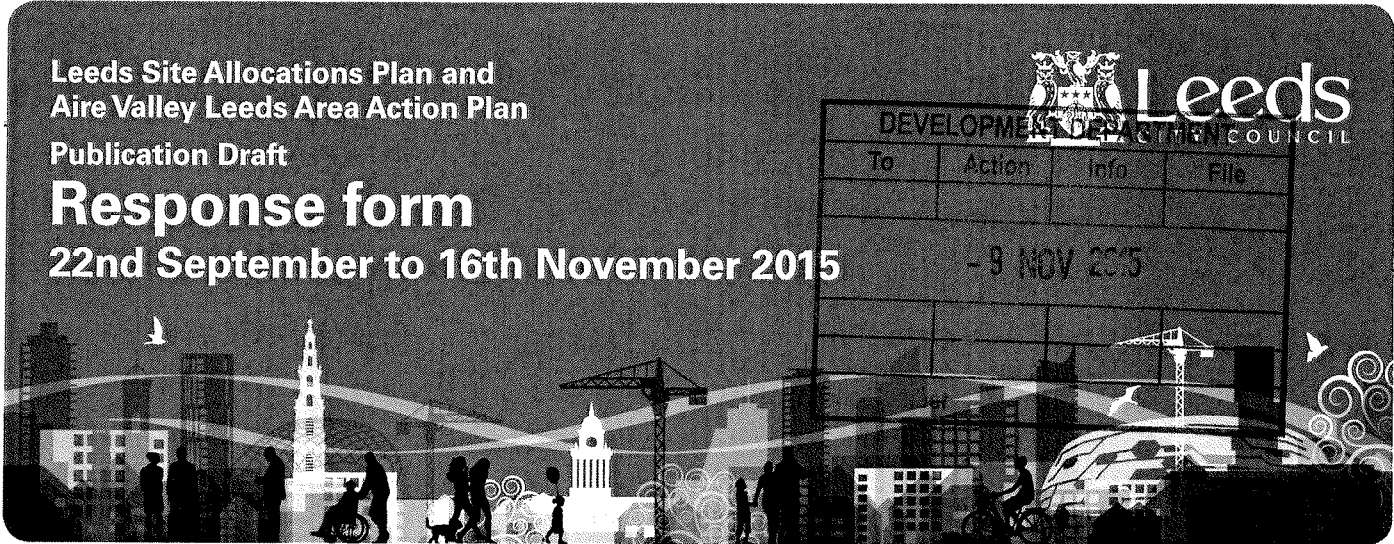 Leeds Site Allocations Plan and
Aire Valley Leeds Area Action Plan
Publication Draft
Response form
22nd September to 16th November 2015
Leeds
CITY COUNCIL
DEVELOPMENT DEPARTMENT
To Action Info File
- 9 NOV 2015